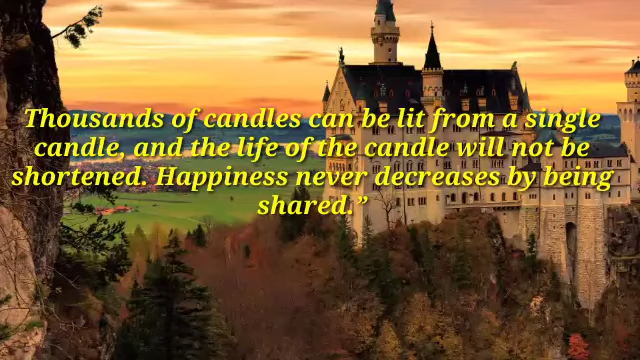 Thousands of candles can be lit from a single
candle, and the life of the candle will not be
shortened. Happiness never decreases by being
shared.”